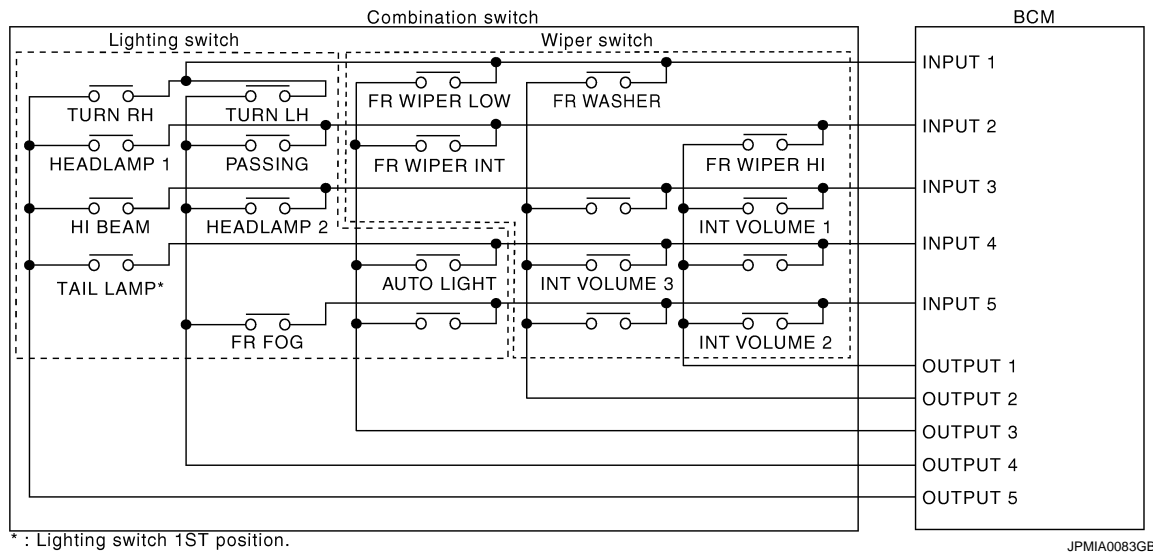 Combination switch
BCM
Lighting switch
Wiper switch
INPUT 1
TURN RH
TURN LH
FR WIPER LOW
FR WASHER
INPUT 2
HEADLAMP 1
PASSING
FR WIPER INT
FR WIPER HI
INPUT 3
HI BEAM
HEADLAMP 2
INT VOLUME 1
INPUT 4
TAIL LAMP*
AUTO LIGHT
INT VOLUME 3
INPUT 5
FR FOG
INT VOLUME 2
OUTPUT 1
OUTPUT 2
OUTPUT 3
OUTPUT 4
OUTPUT 5
* : Lighting switch 1ST position.
JPMIA0083GB